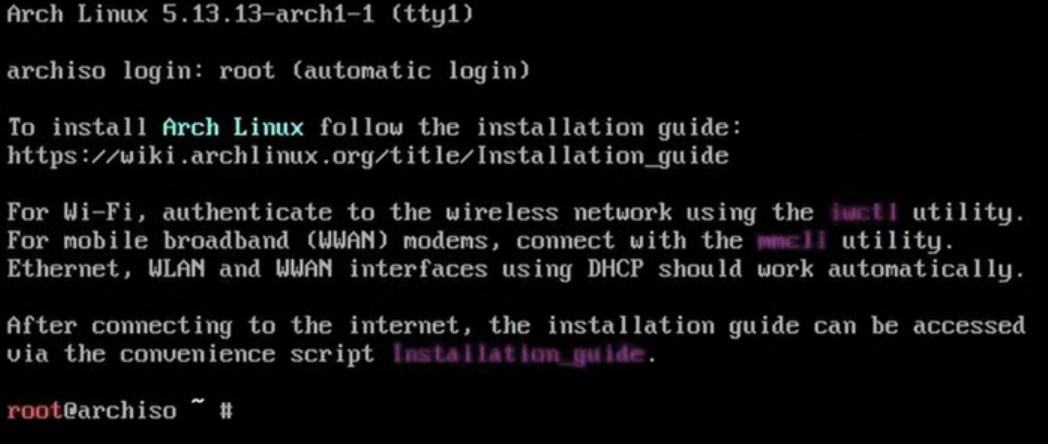 Arch Linux 5.13.13-arch1-1 (tty1)
archiso login: root (automatic login)
To install Arch Linux follow the installation guide:
https://wiki.archlinux.org/title/Installation_guide
For Wi-Fi, authenticate to the wireless network using the iwctl utility.
For mobile broadband (WWAN) modems, connect with the mmcli utility.
Ethernet, WLAN and WWAN interfaces using DHCP should work automatically.
After connecting to the internet, the installation guide can be accessed
via the convenience script Installation_guide.
root@archiso ~ #